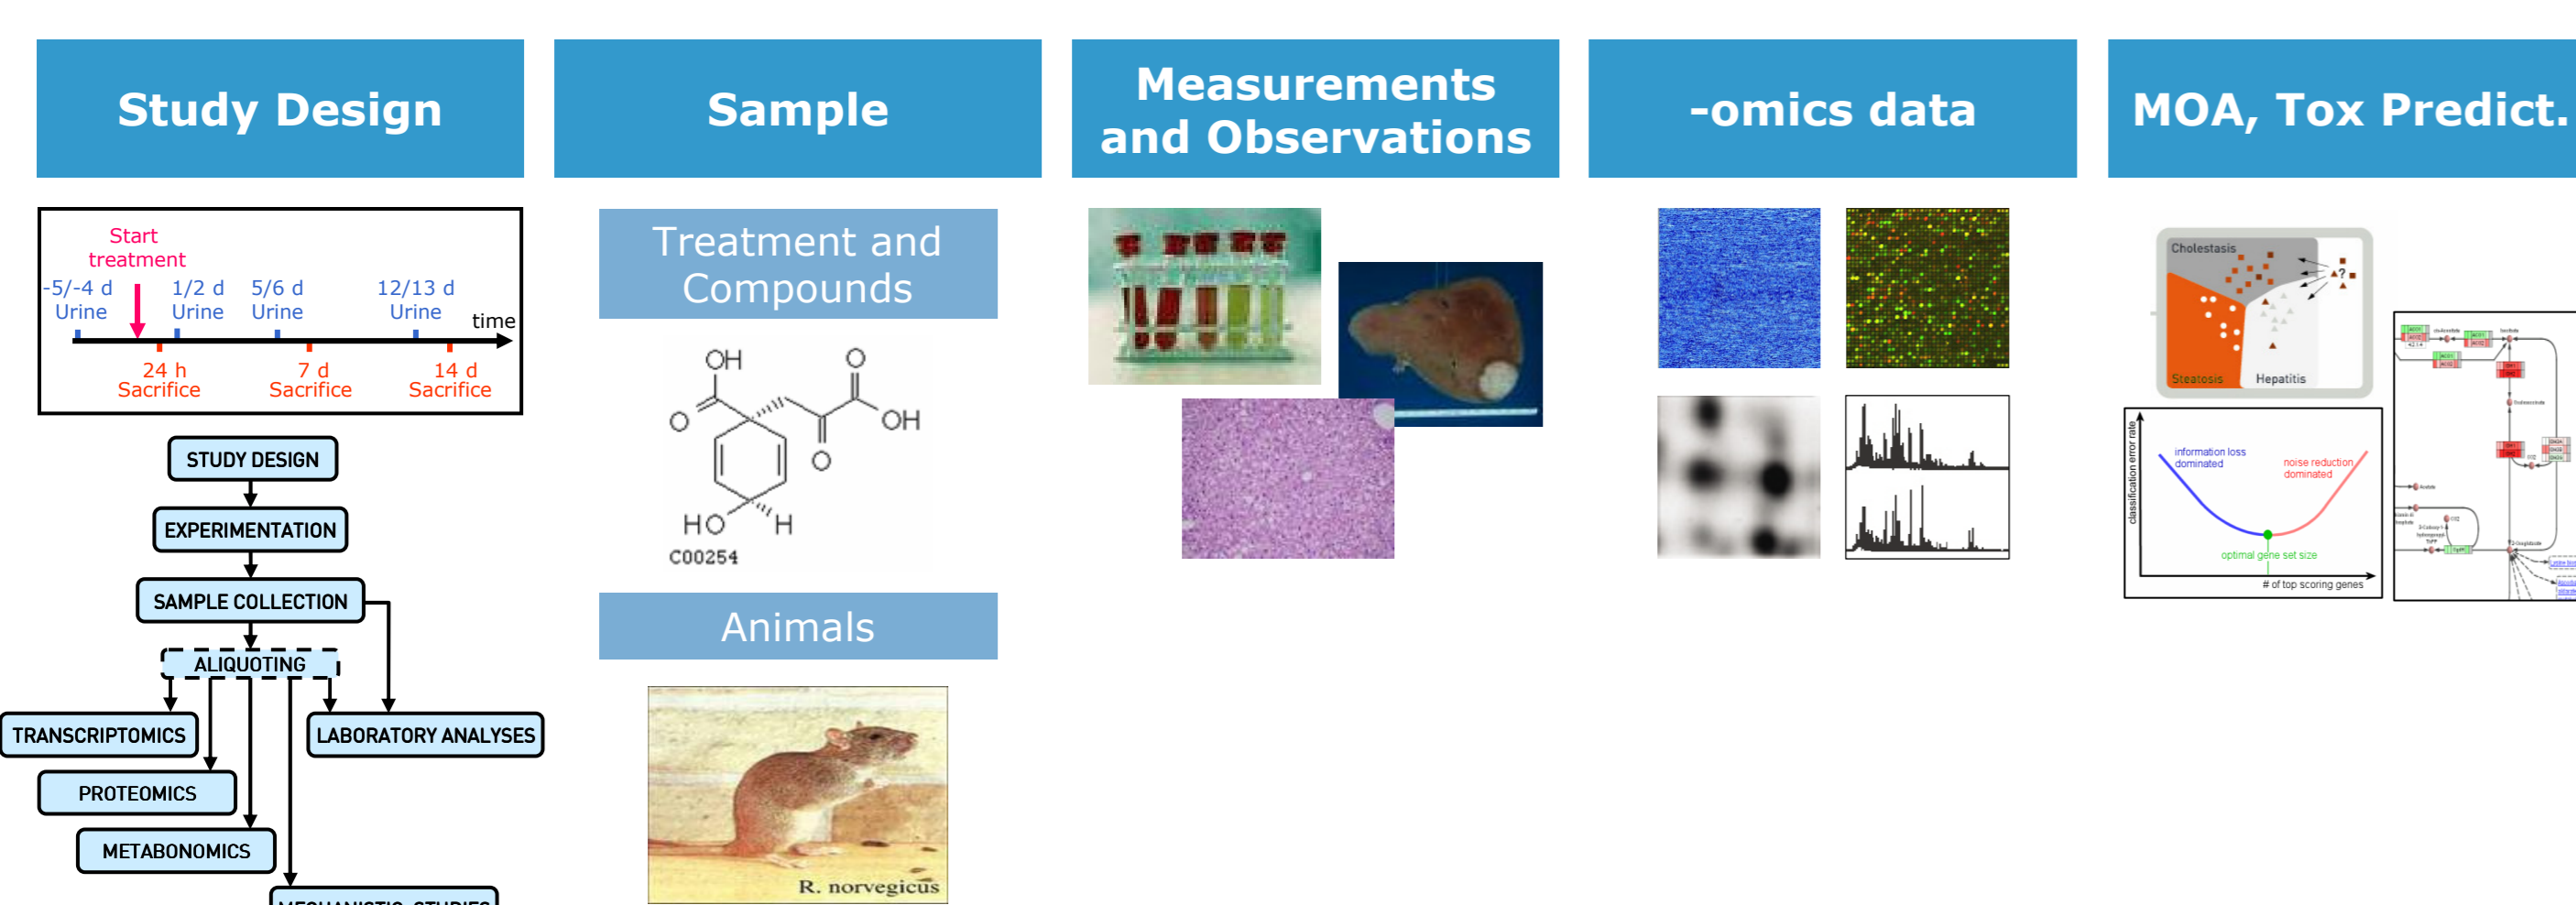 Study Design
Sample
Measurements
and Observations
-omics data
MOA, Tox Predict.
Start
treatment
-5/-4 d
Urine
1/2 d
Urine
5/6 d
Urine
12/13 d
Urine
time
24 h
Sacrifice
7 d
Sacrifice
14 d
Sacrifice
STUDY DESIGN
EXPERIMENTATION
SAMPLE COLLECTION
ALIQUOTING
TRANSCRIPTOMICS
LABORATORY ANALYSES
PROTEOMICS
METABONOMICS
MECHANISTIC STUDIES
Treatment and
Compounds
OH
O
O
OH
O
HO
H
C00254
Animals
R. norvegicus
Cholestasis
?
Steatosis
Hepatitis
classification error rate
information loss
dominated
noise reduction
dominated
optimal gene set size
# of top scoring genes